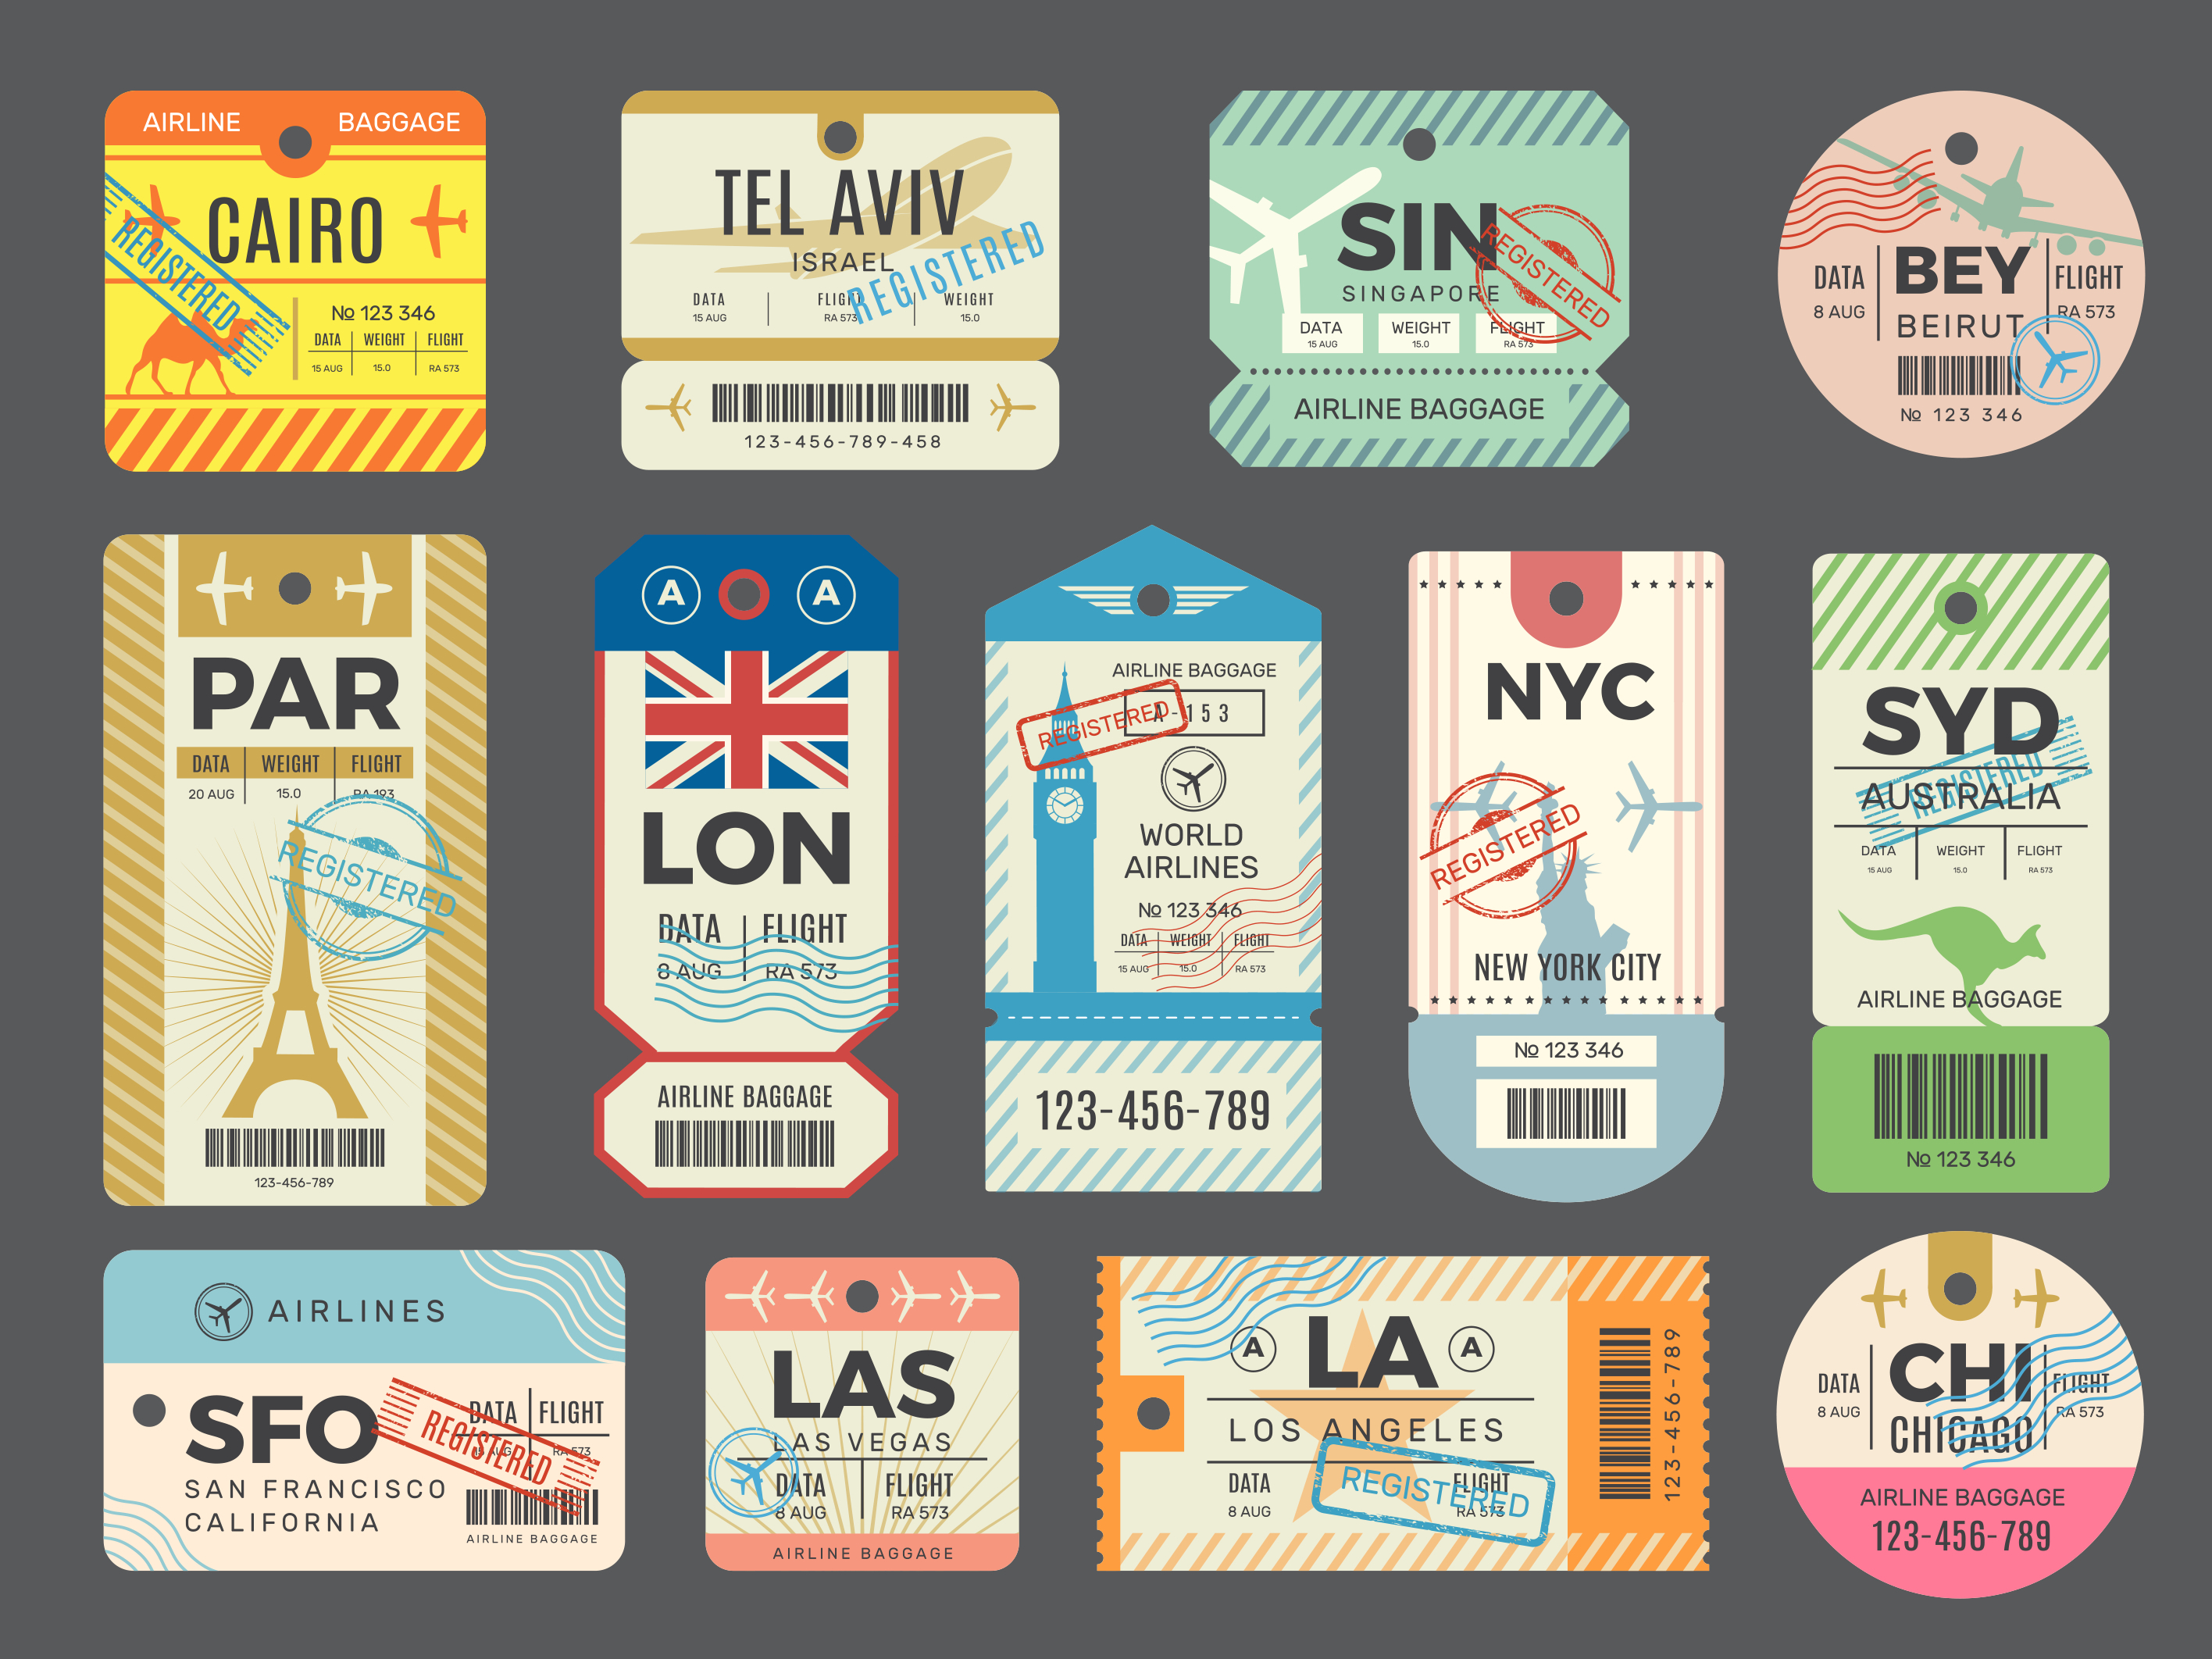 AIRLINE BAGGAGE
CAIRO
REGISTERED
№ 123 346
DATA WEIGHT FLIGHT
15 AUG 15.0 RA 573
TEL AVIV
ISRAEL
REGISTERED
DATA FLIGHT WEIGHT
15 AUG RA 573 15.0
123-456-789-458
SIN
SINGAPORE
REGISTERED
DATA WEIGHT FLIGHT
15 AUG 15.0 RA 573
AIRLINE BAGGAGE
DATA BEY FLIGHT
8 AUG BEIRUT RA 573
№ 123 346
PAR
DATA WEIGHT FLIGHT
20 AUG 15.0 RA 193
REGISTERED
123-456-789
A A
LON
DATA FLIGHT
8 AUG RA 573
AIRLINE BAGGAGE
AIRLINE BAGGAGE
A-153
REGISTERED
WORLD
AIRLINES
№ 123 346
DATA WEIGHT FLIGHT
15 AUG 15.0 RA 573
123-456-789
NYC
REGISTERED
NEW YORK CITY
№ 123 346
SYD
REGISTERED
AUSTRALIA
DATA WEIGHT FLIGHT
15 AUG 15.0 RA 573
AIRLINE BAGGAGE
№ 123 346
AIRLINES
SFO
DATA FLIGHT
15 AUG RA 573
REGISTERED
SAN FRANCISCO
CALIFORNIA
AIRLINE BAGGAGE
LAS
LAS VEGAS
DATA FLIGHT
8 AUG RA 573
AIRLINE BAGGAGE
A LA A
LOS ANGELES
DATA FLIGHT
8 AUG RA 573
REGISTERED
123-456-789
DATA CHI FLIGHT
8 AUG CHICAGO RA 573
AIRLINE BAGGAGE
123-456-789